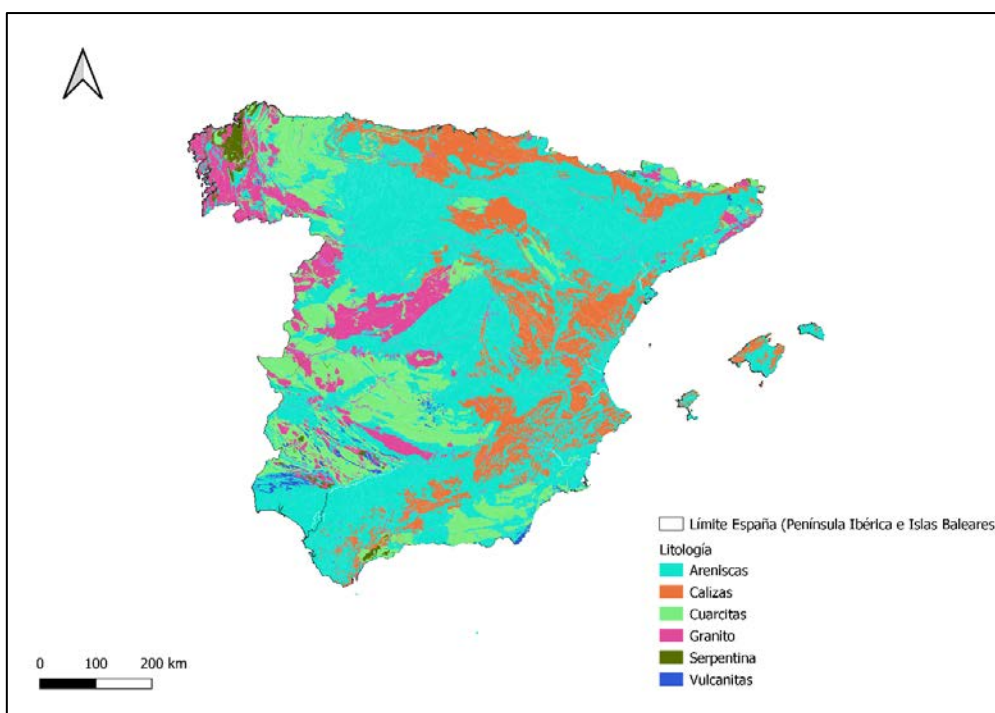 Límite España (Península Ibérica e Islas Baleares
Litología
Areniscas
Calizas
Cuarcitas
Granito
Serpentina
Vulcanitas
0 100 200 km